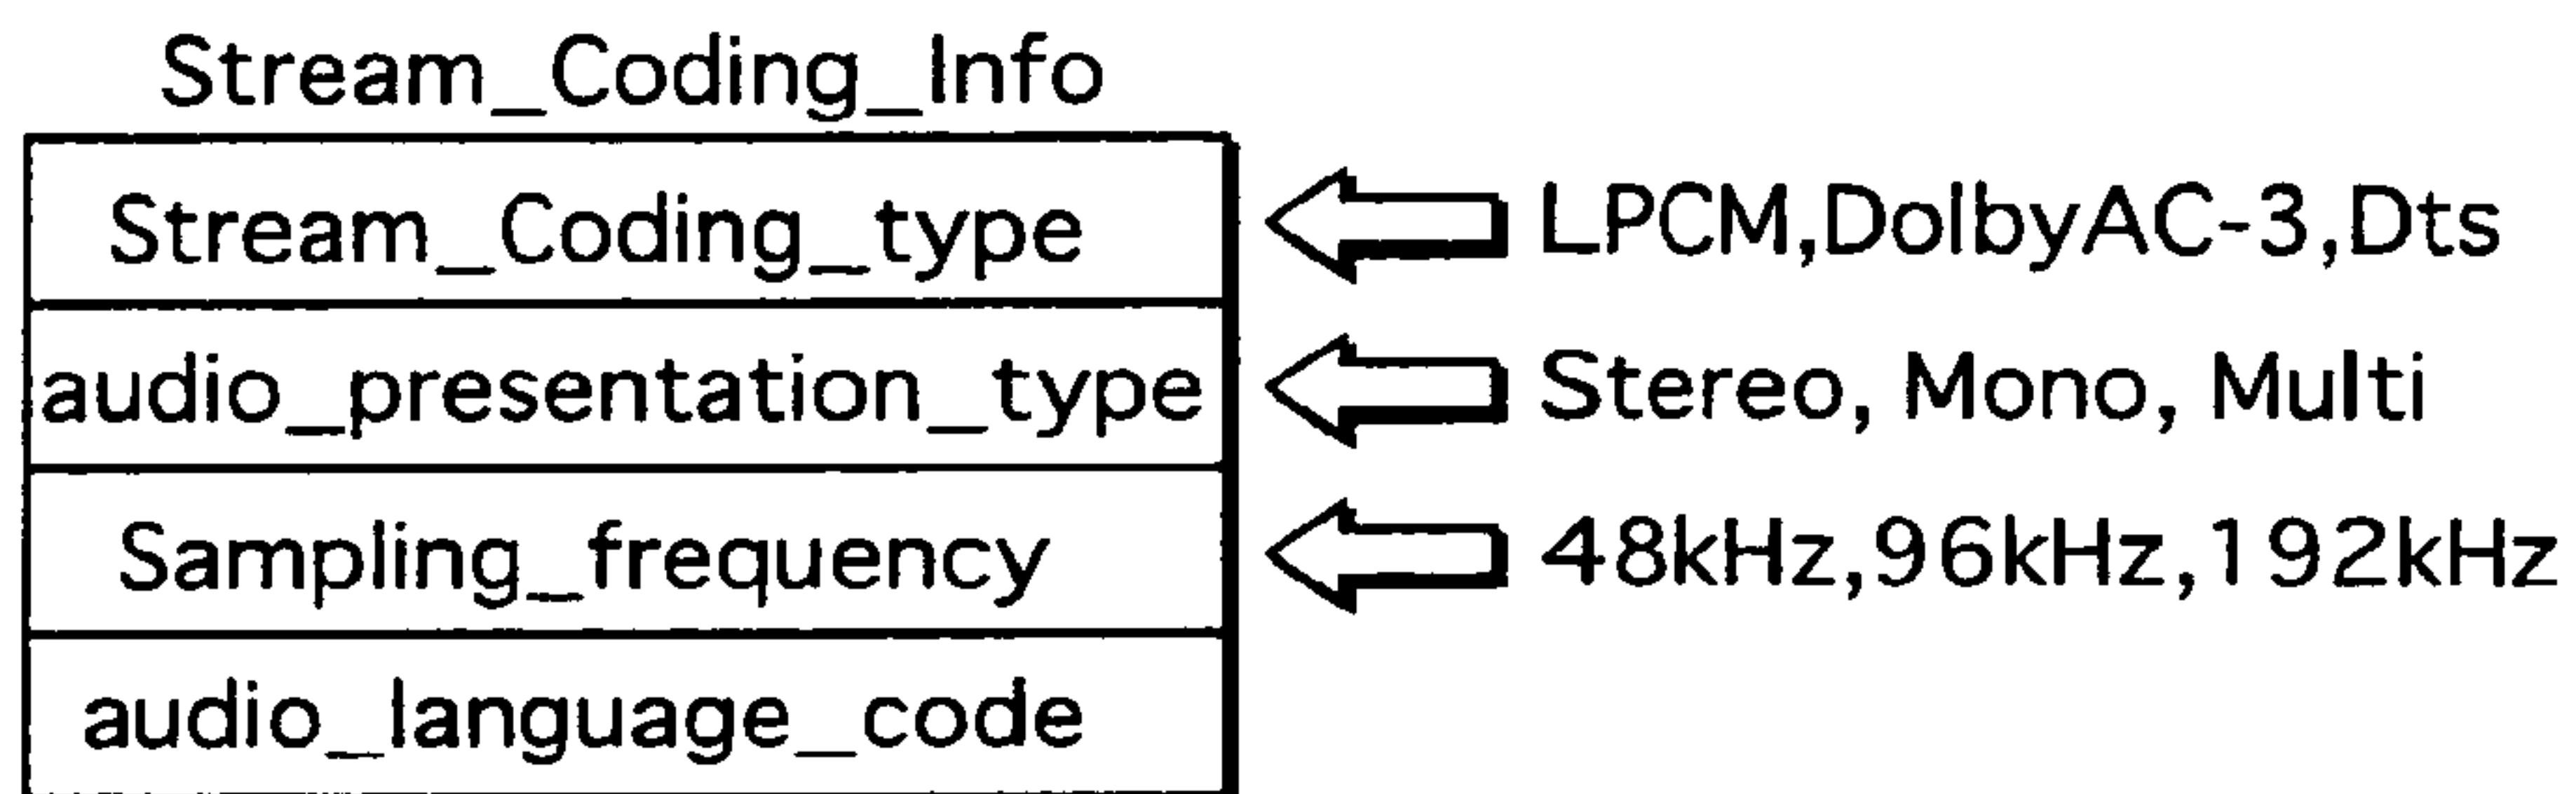 Stream_Coding_Info
Stream_Coding_type LPCM,DolbyAC-3,Dts
audio_presentation_type Stereo, Mono, Multi
Sampling_frequency 48kHz,96kHz,192kHz
audio_language_code